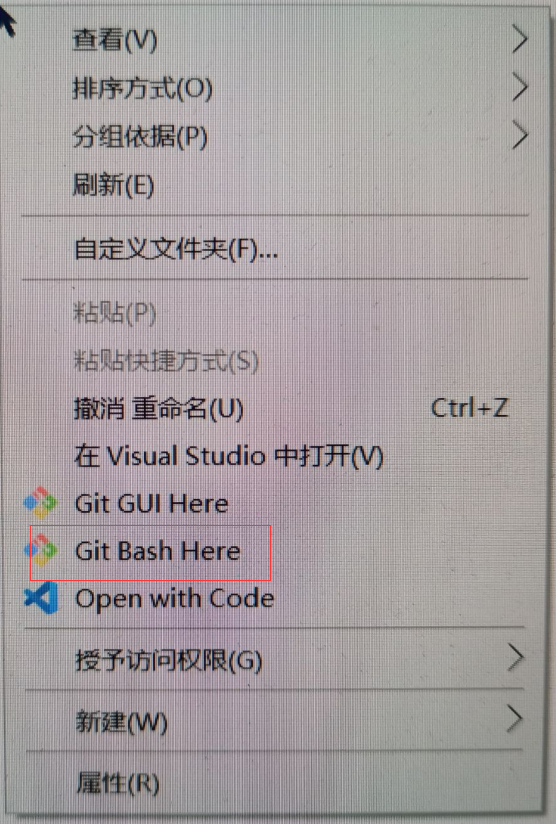 查看(V)
排序方式(O)
分组依据(P)
刷新(E)
自定义文件夹(F)...
粘贴(P)
粘贴快捷方式(S)
撤消 重命名(U) Ctrl+Z
在 Visual Studio 中打开(V)
Git GUI Here
Git Bash Here
Open with Code
授予访问权限(G)
新建(W)
属性(R)